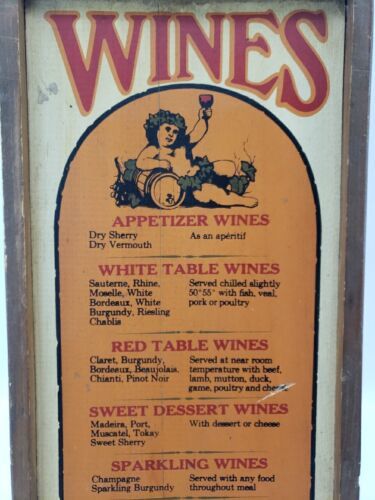 WINES
APPETIZER WINES
Dry Sherry
Dry Vermouth
As an apéritif
WHITE TABLE WINES
Sauterne, Rhine,
Moselle, White
Bordeaux, White
Burgundy, Riesling
Chablis
Served chilled slightly
50°55° with fish, veal,
pork or poultry
RED TABLE WINES
Claret, Burgundy,
Bordeaux, Beaujolais,
Chianti, Pinot Noir
Served at near room
temperature with beef,
lamb, mutton, duck,
game, poultry and cheese
SWEET DESSERT WINES
Madeira, Port,
Muscatel, Tokay
Sweet Sherry
With dessert or cheese
SPARKLING WINES
Champagne
Sparkling Burgundy
Served with any food
throughout meal